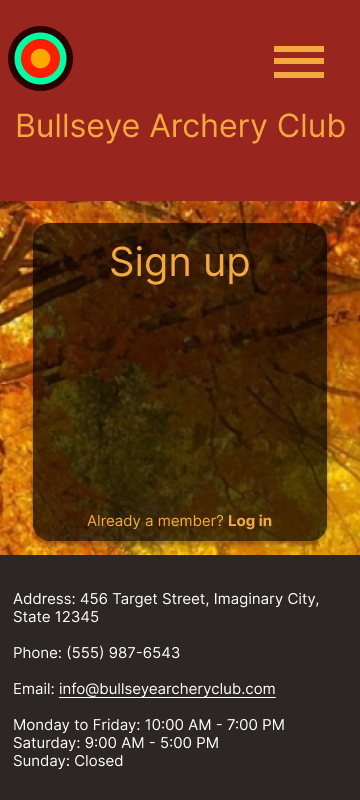 Bullseye Archery Club
Sign up
Already a member? Log in
Address: 456 Target Street, Imaginary City,
State 12345
Phone: (555) 987-6543
Email: info@bullseyearcheryclub.com
Monday to Friday: 10:00 AM - 7:00 PM
Saturday: 9:00 AM - 5:00 PM
Sunday: Closed